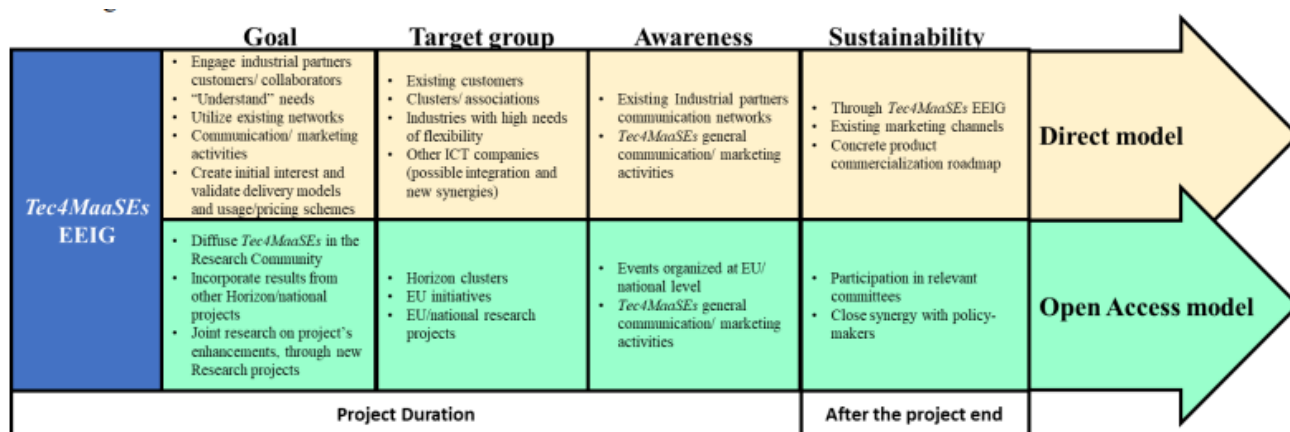 Goal
Target group
Awareness
Sustainability
Tec4MaaSEs
EEIG
• Engage industrial partners
customers/ collaborators
• “Understand” needs
• Utilize existing networks
• Communication/ marketing
activities
• Create initial interest and
validate delivery models
and usage/pricing schemes
• Existing customers
• Clusters/ associations
• Industries with high needs
of flexibility
• Other ICT companies
(possible integration and
new synergies)
• Existing Industrial partners
communication networks
• Tec4MaaSEs general
communication/ marketing
activities
• Through Tec4MaaSEs EEIG
• Existing marketing channels
• Concrete product
commercialization roadmap
Direct model
• Diffuse Tec4MaaSEs in the
Research Community
• Incorporate results from
other Horizon/national
projects
• Joint research on project’s
enhancements, through new
Research projects
• Horizon clusters
• EU initiatives
• EU/national research
projects
• Events organized at EU/
national level
• Tec4MaaSEs general
communication/ marketing
activities
• Participation in relevant
committees
• Close synergy with policy-
makers
Open Access model
Project Duration
After the project end